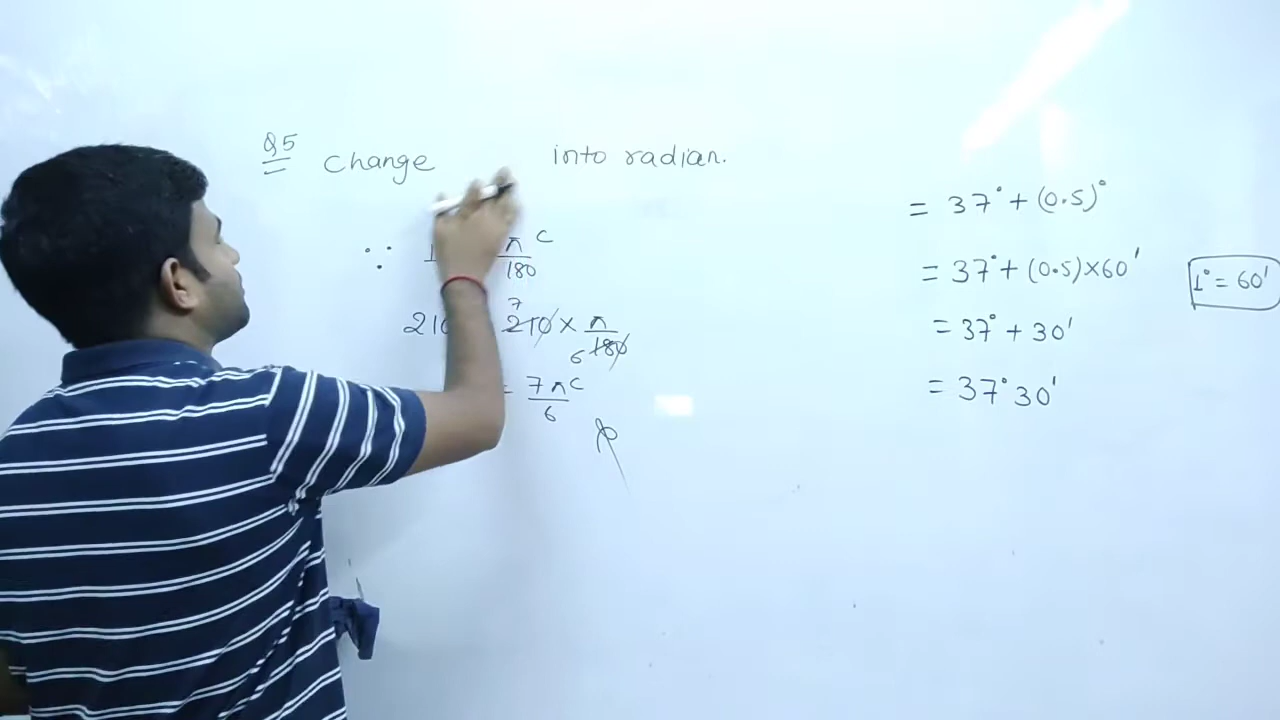 Q5 Change into radian.
∵ 1 π/180 ᶜ
210 7 210 × π/180 6
= 7π/6 ᶜ
= 37° + (0.5)°
= 37° + (0.5)×60'
= 37° + 30'
= 37° 30'
1° = 60'